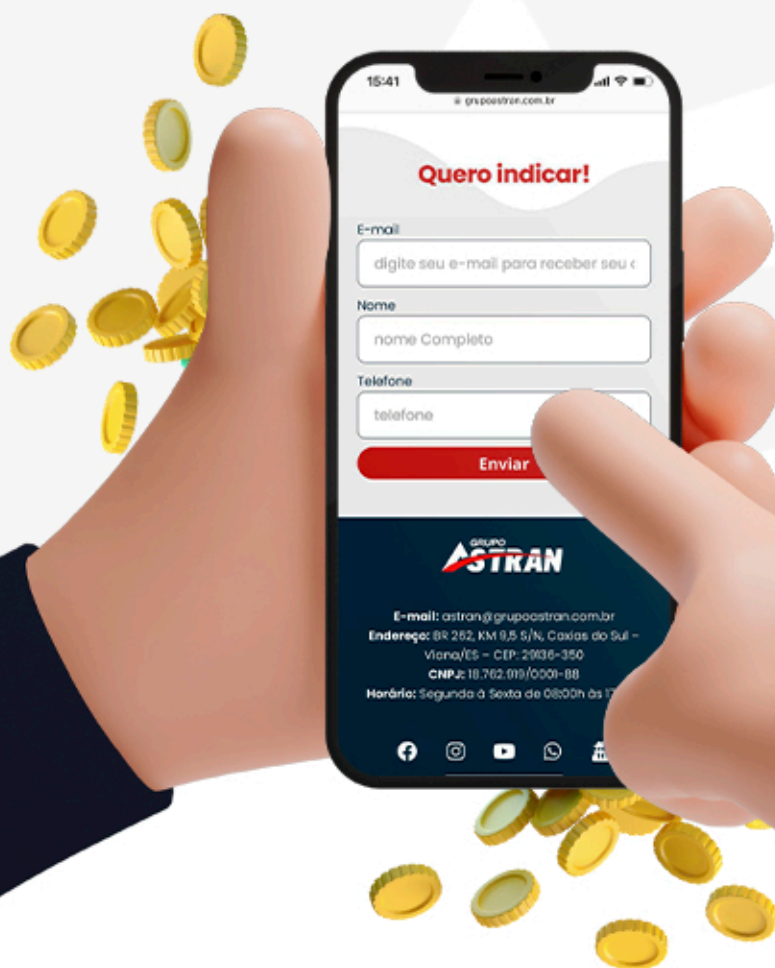 15:41
grupoastran.com.br
Quero indicar!
E-mail
digite seu e-mail para receber seu c
Nome
nome Completo
Telefone
telefone
Enviar
GRUPO
ASTRAN
E-mail: astran@grupoastran.com.br
Endereço: BR 262, KM 9,5 S/N, Caxias do Sul –
Viana/ES – CEP: 29136-350
CNPJ: 18.762.919/0001-88
Horário: Segunda à Sexta de 08:00h às 17